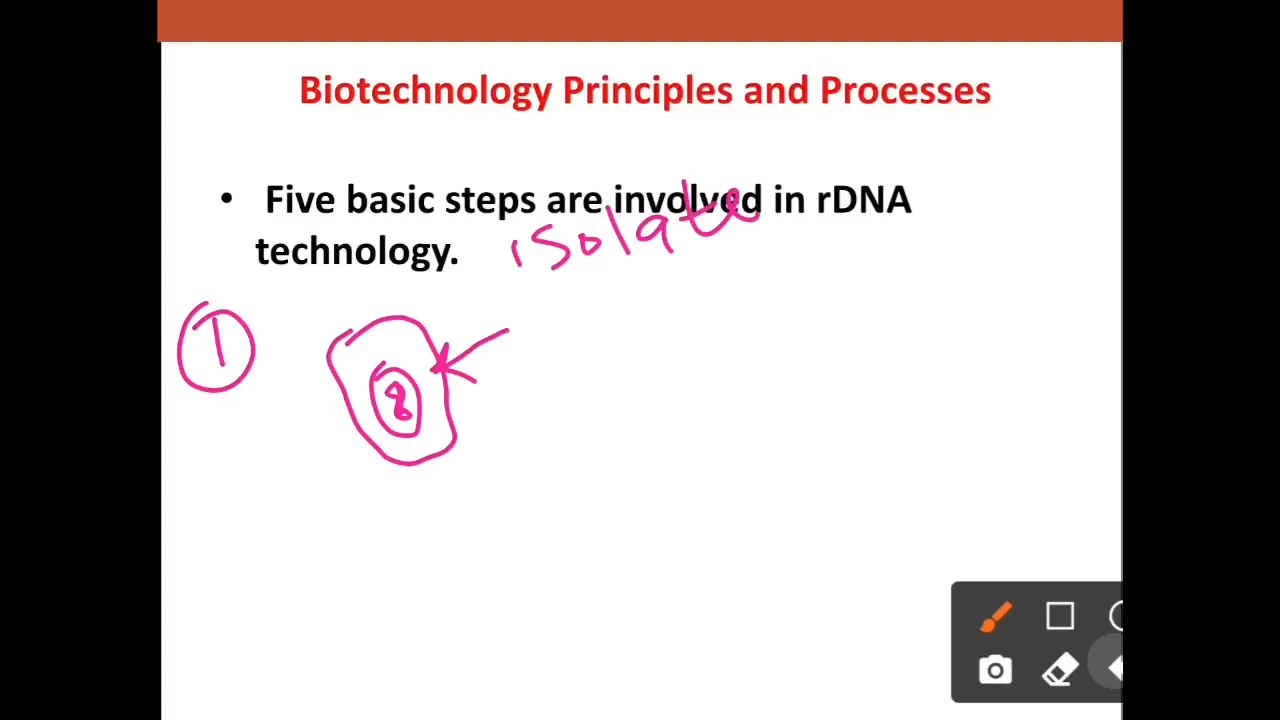 Biotechnology Principles and Processes
• Five basic steps are involved in rDNA
technology.
isolate
1